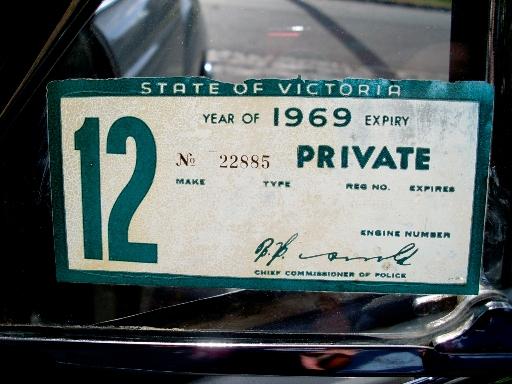 STATE OF VICTORIA
12
YEAR OF 1969 EXPIRY
No 22885 PRIVATE
MAKE TYPE REG NO. EXPIRES
ENGINE NUMBER
CHIEF COMMISSIONER OF POLICE